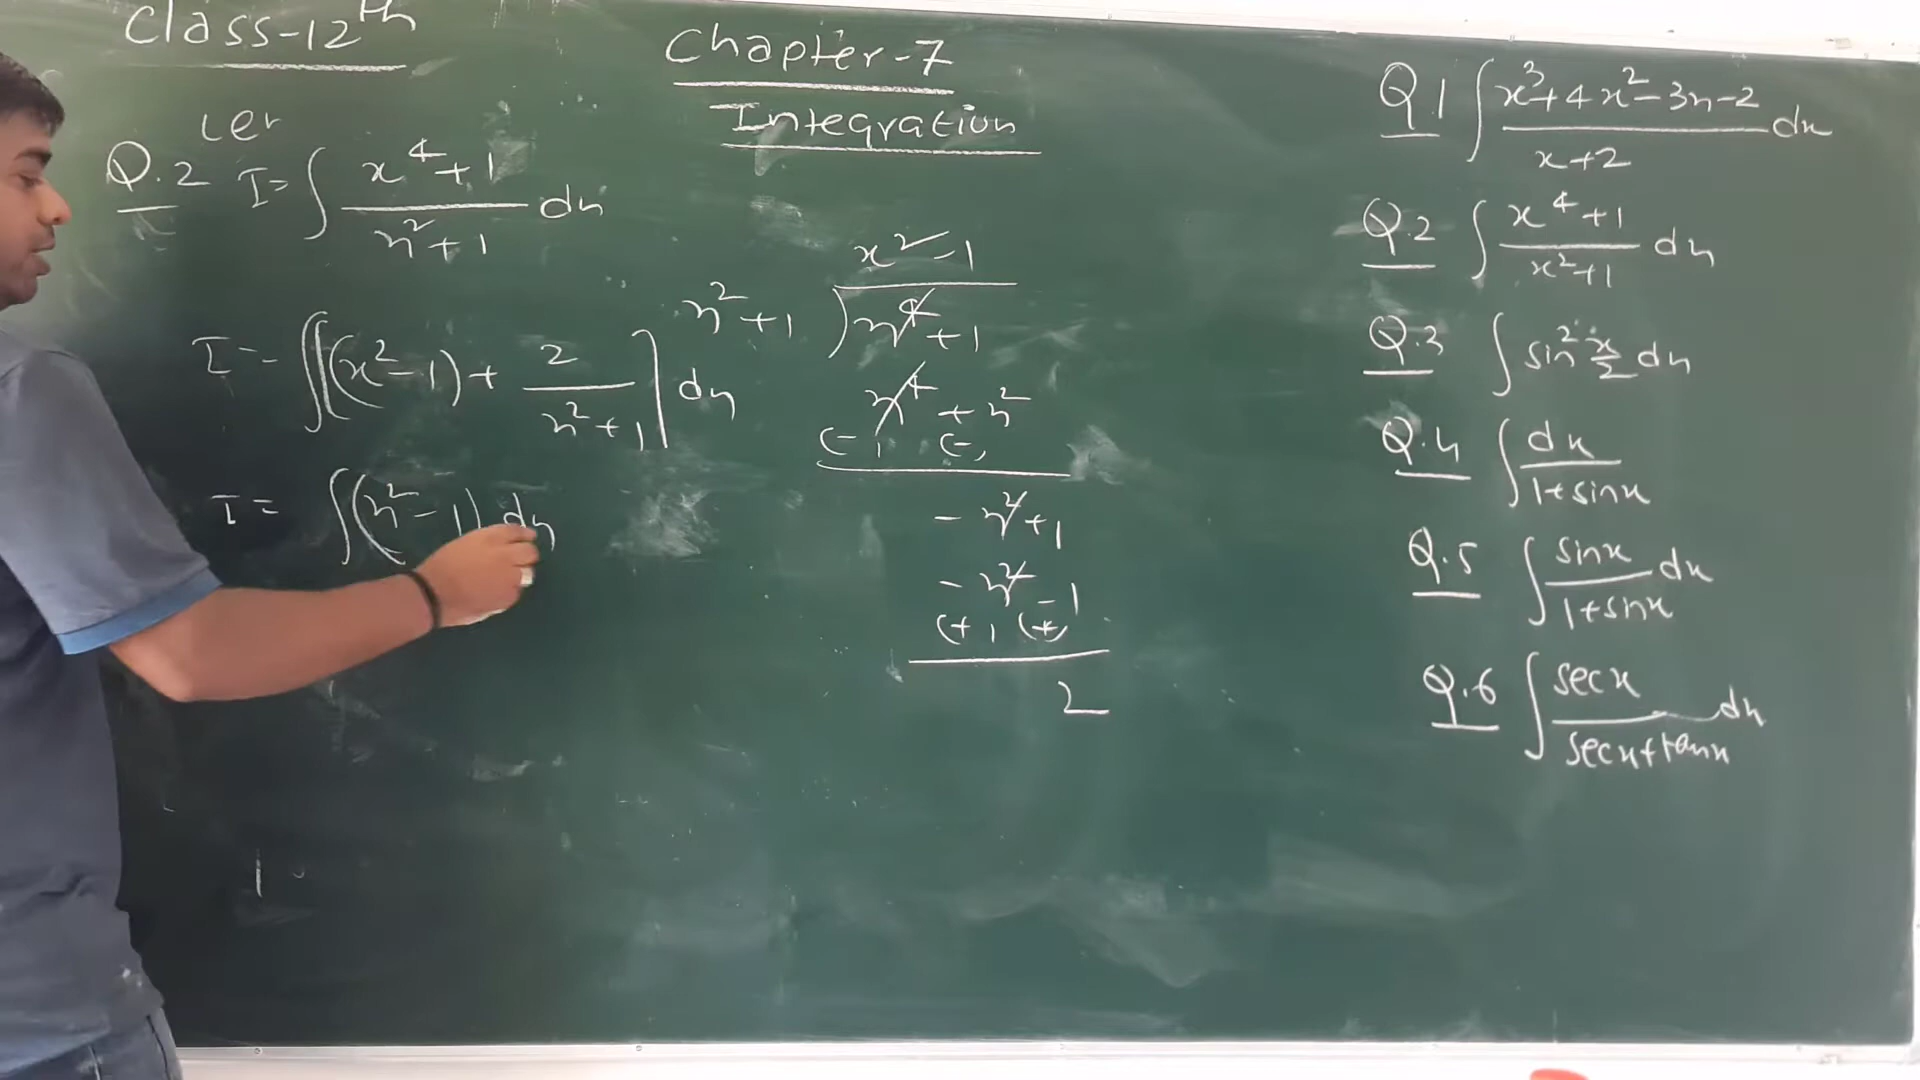 Class-12th
Chapter-7
Integration
Let
Q.2 I = ∫ x⁴+1 / x²+1 dx
I = ∫[(x²-1) + 2 / x²+1] dx
I = ∫(x²-1) dx
x²-1
x²+1 ) x⁴+1
x⁴ + x²
(-) (-)
- x²+1
- x² - 1
(+) (+)
2
Q.1 ∫ x³+4x²-3x-2 / x+2 dx
Q.2 ∫ x⁴+1 / x²+1 dx
Q.3 ∫ sin² x/2 dx
Q.4 ∫ dx / 1+sinx
Q.5 ∫ sinx / 1+sinx dx
Q.6 ∫ secx / secx+tanx dx